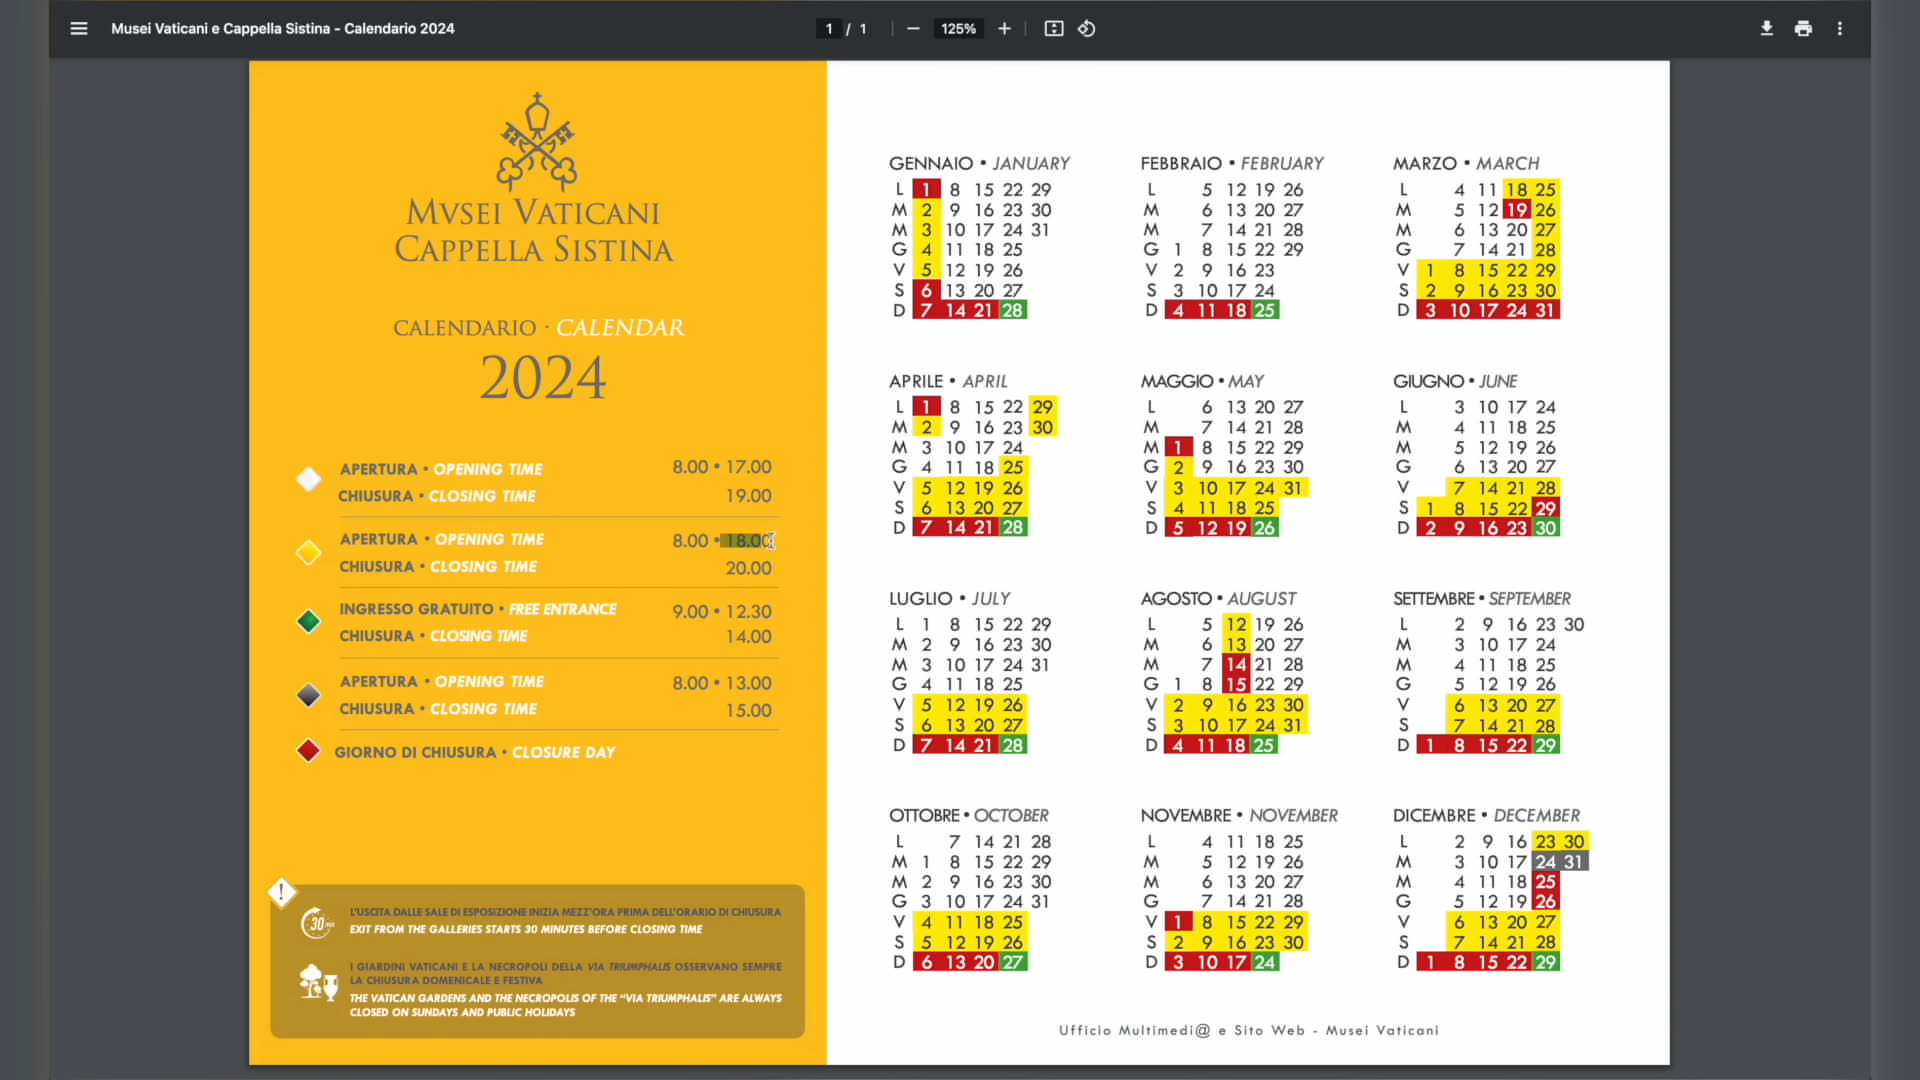 Musei Vaticani e Cappella Sistina - Calendario 2024
1 / 1
125%
MVSEI VATICANI
CAPPELLA SISTINA
CALENDARIO · CALENDAR
2024
APERTURA • OPENING TIME 8.00 • 17.00
CHIUSURA • CLOSING TIME 19.00
APERTURA • OPENING TIME 8.00 • 18.00
CHIUSURA • CLOSING TIME 20.00
INGRESSO GRATUITO • FREE ENTRANCE 9.00 • 12.30
CHIUSURA • CLOSING TIME 14.00
APERTURA • OPENING TIME 8.00 • 13.00
CHIUSURA • CLOSING TIME 15.00
GIORNO DI CHIUSURA • CLOSURE DAY
!
30 min
L'USCITA DALLE SALE DI ESPOSIZIONE INIZIA MEZZ'ORA PRIMA DELL'ORARIO DI CHIUSURA
EXIT FROM THE GALLERIES STARTS 30 MINUTES BEFORE CLOSING TIME
I GIARDINI VATICANI E LA NECROPOLI DELLA VIA TRIUMPHALIS OSSERVANO SEMPRE
LA CHIUSURA DOMENICALE E FESTIVA
THE VATICAN GARDENS AND THE NECROPOLIS OF THE "VIA TRIUMPHALIS" ARE ALWAYS
CLOSED ON SUNDAYS AND PUBLIC HOLIDAYS
GENNAIO • JANUARY
L 1 8 15 22 29
M 2 9 16 23 30
M 3 10 17 24 31
G 4 11 18 25
V 5 12 19 26
S 6 13 20 27
D 7 14 21 28
FEBBRAIO • FEBRUARY
L 5 12 19 26
M 6 13 20 27
M 7 14 21 28
G 1 8 15 22 29
V 2 9 16 23
S 3 10 17 24
D 4 11 18 25
MARZO • MARCH
L 4 11 18 25
M 5 12 19 26
M 6 13 20 27
G 7 14 21 28
V 1 8 15 22 29
S 2 9 16 23 30
D 3 10 17 24 31
APRILE • APRIL
L 1 8 15 22 29
M 2 9 16 23 30
M 3 10 17 24
G 4 11 18 25
V 5 12 19 26
S 6 13 20 27
D 7 14 21 28
MAGGIO • MAY
L 6 13 20 27
M 7 14 21 28
M 1 8 15 22 29
G 2 9 16 23 30
V 3 10 17 24 31
S 4 11 18 25
D 5 12 19 26
GIUGNO • JUNE
L 3 10 17 24
M 4 11 18 25
M 5 12 19 26
G 6 13 20 27
V 7 14 21 28
S 1 8 15 22 29
D 2 9 16 23 30
LUGLIO • JULY
L 1 8 15 22 29
M 2 9 16 23 30
M 3 10 17 24 31
G 4 11 18 25
V 5 12 19 26
S 6 13 20 27
D 7 14 21 28
AGOSTO • AUGUST
L 5 12 19 26
M 6 13 20 27
M 7 14 21 28
G 1 8 15 22 29
V 2 9 16 23 30
S 3 10 17 24 31
D 4 11 18 25
SETTEMBRE • SEPTEMBER
L 2 9 16 23 30
M 3 10 17 24
M 4 11 18 25
G 5 12 19 26
V 6 13 20 27
S 7 14 21 28
D 1 8 15 22 29
OTTOBRE • OCTOBER
L 7 14 21 28
M 1 8 15 22 29
M 2 9 16 23 30
G 3 10 17 24 31
V 4 11 18 25
S 5 12 19 26
D 6 13 20 27
NOVEMBRE • NOVEMBER
L 4 11 18 25
M 5 12 19 26
M 6 13 20 27
G 7 14 21 28
V 1 8 15 22 29
S 2 9 16 23 30
D 3 10 17 24
DICEMBRE • DECEMBER
L 2 9 16 23 30
M 3 10 17 24 31
M 4 11 18 25
G 5 12 19 26
V 6 13 20 27
S 7 14 21 28
D 1 8 15 22 29
Ufficio Multimedi@ e Sito Web - Musei Vaticani